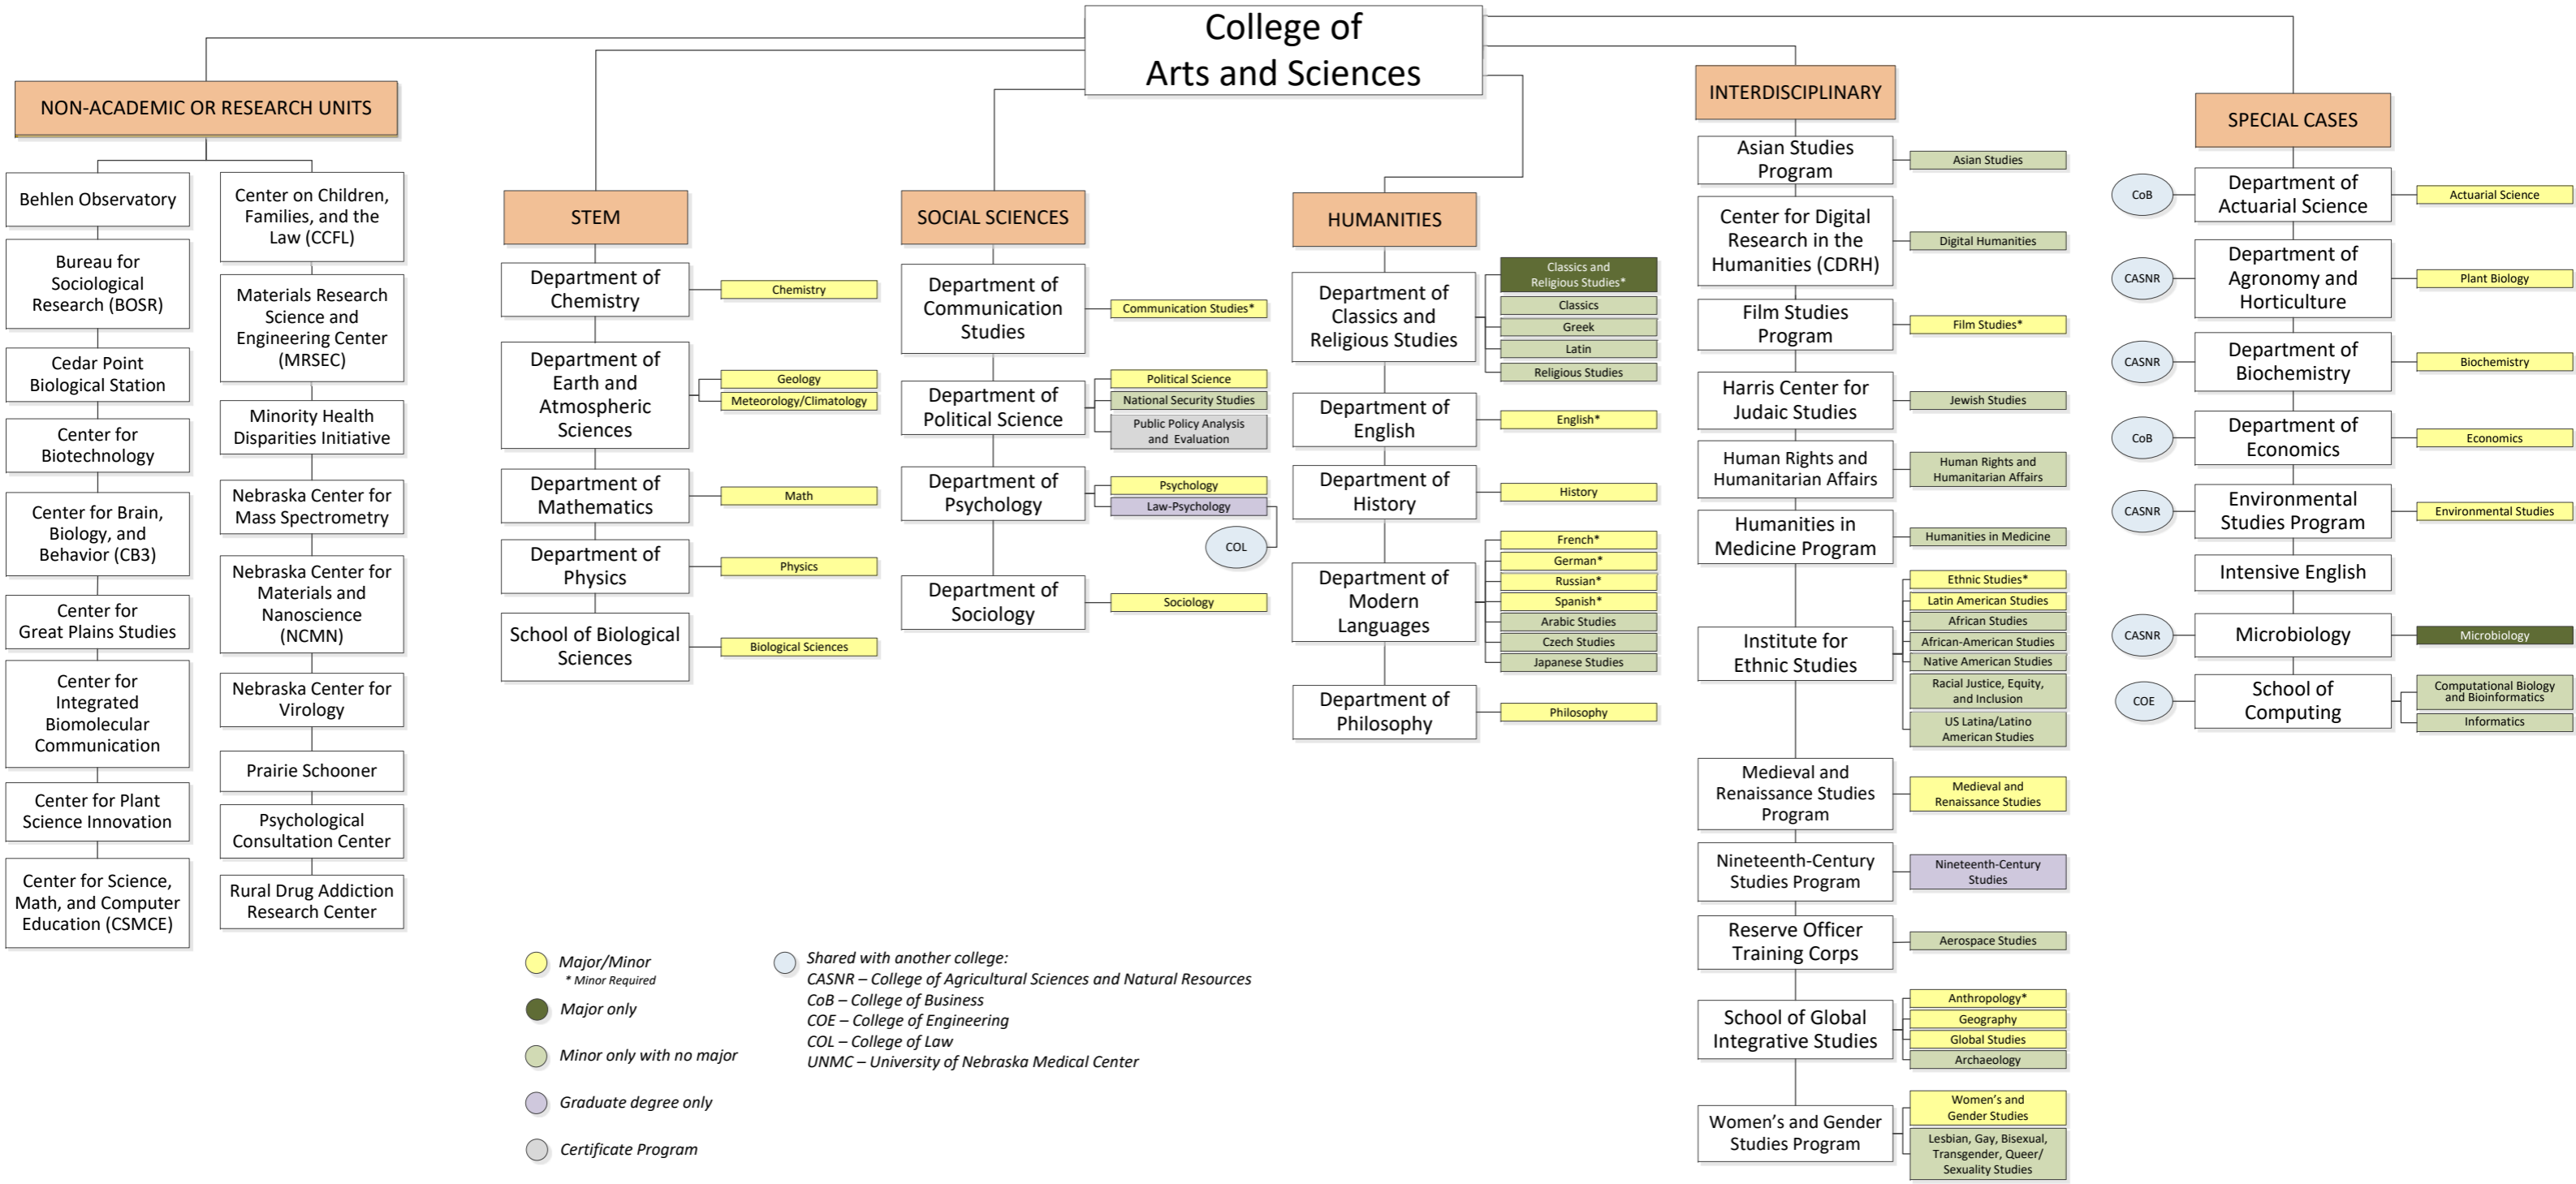 College of
Arts and Sciences
NON-ACADEMIC OR RESEARCH UNITS
Behlen Observatory
Bureau for
Sociological
Research (BOSR)
Cedar Point
Biological Station
Center for
Biotechnology
Center for Brain,
Biology, and
Behavior (CB3)
Center for
Great Plains Studies
Center for
Integrated
Biomolecular
Communication
Center for Plant
Science Innovation
Center for Science,
Math, and Computer
Education (CSMCE)
Center on Children,
Families, and the
Law (CCFL)
Materials Research
Science and
Engineering Center
(MRSEC)
Minority Health
Disparities Initiative
Nebraska Center for
Mass Spectrometry
Nebraska Center for
Materials and
Nanoscience
(NCMN)
Nebraska Center for
Virology
Prairie Schooner
Psychological
Consultation Center
Rural Drug Addiction
Research Center
STEM
Department of
Chemistry
Chemistry
Department of
Earth and
Atmospheric
Sciences
Geology
Meteorology/Climatology
Department of
Mathematics
Math
Department of
Physics
Physics
School of Biological
Sciences
Biological Sciences
SOCIAL SCIENCES
Department of
Communication
Studies
Communication Studies*
Department of
Political Science
Political Science
National Security Studies
Public Policy Analysis
and Evaluation
Department of
Psychology
Psychology
Law-Psychology
COL
Department of
Sociology
Sociology
HUMANITIES
Department of
Classics and
Religious Studies
Classics and
Religious Studies*
Classics
Greek
Latin
Religious Studies
Department of
English
English*
Department of
History
History
Department of
Modern
Languages
French*
German*
Russian*
Spanish*
Arabic Studies
Czech Studies
Japanese Studies
Department of
Philosophy
Philosophy
INTERDISCIPLINARY
Asian Studies
Program
Asian Studies
Center for Digital
Research in the
Humanities (CDRH)
Digital Humanities
Film Studies
Program
Film Studies*
Harris Center for
Judaic Studies
Jewish Studies
Human Rights and
Humanitarian Affairs
Human Rights and
Humanitarian Affairs
Humanities in
Medicine Program
Humanities in Medicine
Institute for
Ethnic Studies
Ethnic Studies*
Latin American Studies
African Studies
African-American Studies
Native American Studies
Racial Justice, Equity,
and Inclusion
US Latina/Latino
American Studies
Medieval and
Renaissance Studies
Program
Medieval and
Renaissance Studies
Nineteenth-Century
Studies Program
Nineteenth-Century
Studies
Reserve Officer
Training Corps
Aerospace Studies
School of Global
Integrative Studies
Anthropology*
Geography
Global Studies
Archaeology
Women's and Gender
Studies Program
Women's and
Gender Studies
Lesbian, Gay, Bisexual,
Transgender, Queer/
Sexuality Studies
SPECIAL CASES
CoB
Department of
Actuarial Science
Actuarial Science
CASNR
Department of
Agronomy and
Horticulture
Plant Biology
CASNR
Department of
Biochemistry
Biochemistry
CoB
Department of
Economics
Economics
CASNR
Environmental
Studies Program
Environmental Studies
Intensive English
CASNR
Microbiology
Microbiology
COE
School of
Computing
Computational Biology
and Bioinformatics
Informatics
Major/Minor
* Minor Required
Major only
Minor only with no major
Graduate degree only
Certificate Program
Shared with another college:
CASNR – College of Agricultural Sciences and Natural Resources
CoB – College of Business
COE – College of Engineering
COL – College of Law
UNMC – University of Nebraska Medical Center